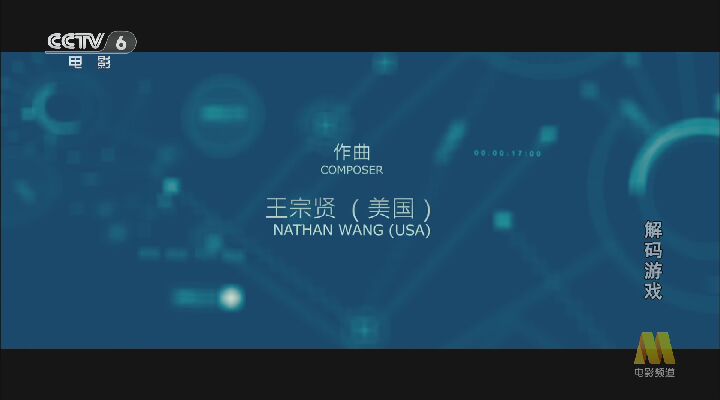 CCTV 6
电影
作曲
COMPOSER
00:00:17:00
王宗贤（美国）
NATHAN WANG (USA)
解码游戏
电影频道